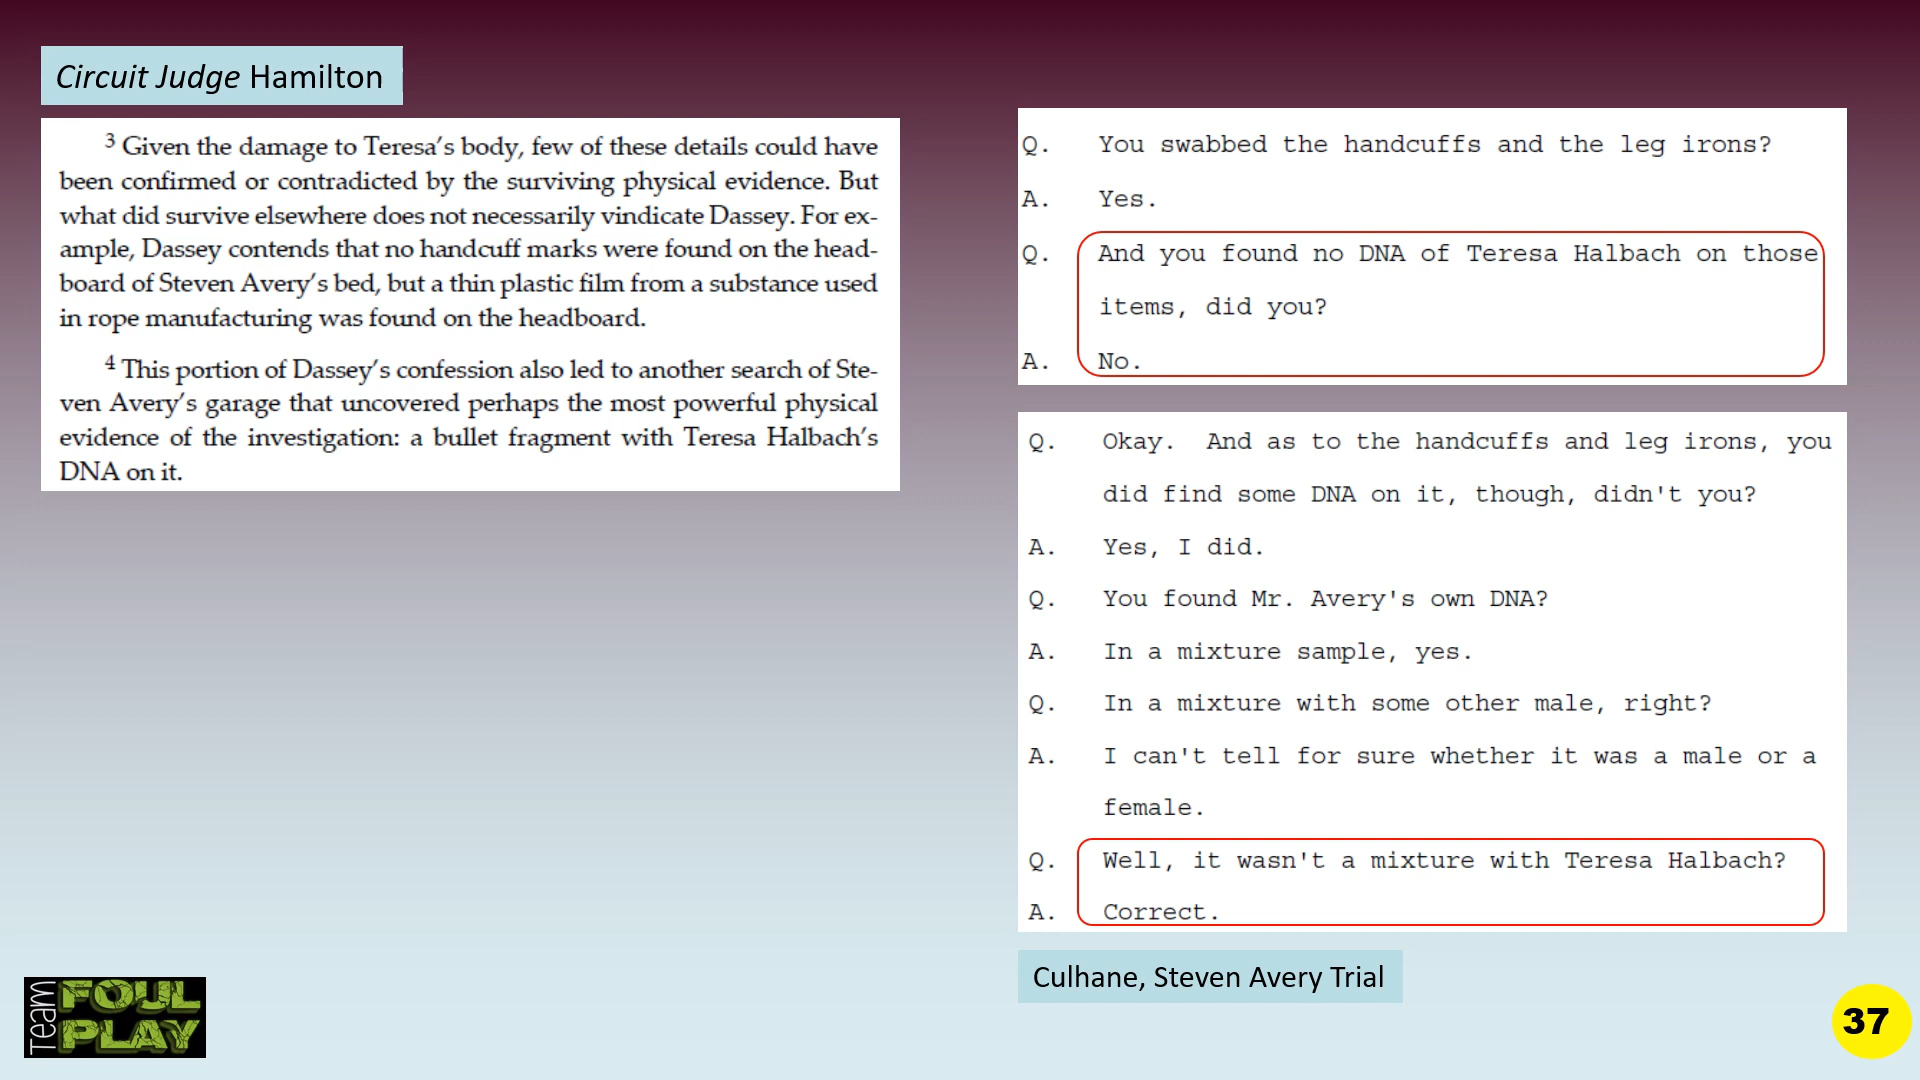 Circuit Judge Hamilton
3 Given the damage to Teresa's body, few of these details could have
been confirmed or contradicted by the surviving physical evidence. But
what did survive elsewhere does not necessarily vindicate Dassey. For ex-
ample, Dassey contends that no handcuff marks were found on the head-
board of Steven Avery's bed, but a thin plastic film from a substance used
in rope manufacturing was found on the headboard.
4 This portion of Dassey's confession also led to another search of Ste-
ven Avery's garage that uncovered perhaps the most powerful physical
evidence of the investigation: a bullet fragment with Teresa Halbach's
DNA on it.
Q. You swabbed the handcuffs and the leg irons?
A. Yes.
Q. And you found no DNA of Teresa Halbach on those
items, did you?
A. No.
Q. Okay. And as to the handcuffs and leg irons, you
did find some DNA on it, though, didn't you?
A. Yes, I did.
Q. You found Mr. Avery's own DNA?
A. In a mixture sample, yes.
Q. In a mixture with some other male, right?
A. I can't tell for sure whether it was a male or a
female.
Q. Well, it wasn't a mixture with Teresa Halbach?
A. Correct.
Culhane, Steven Avery Trial
Team
FOUL
PLAY
37